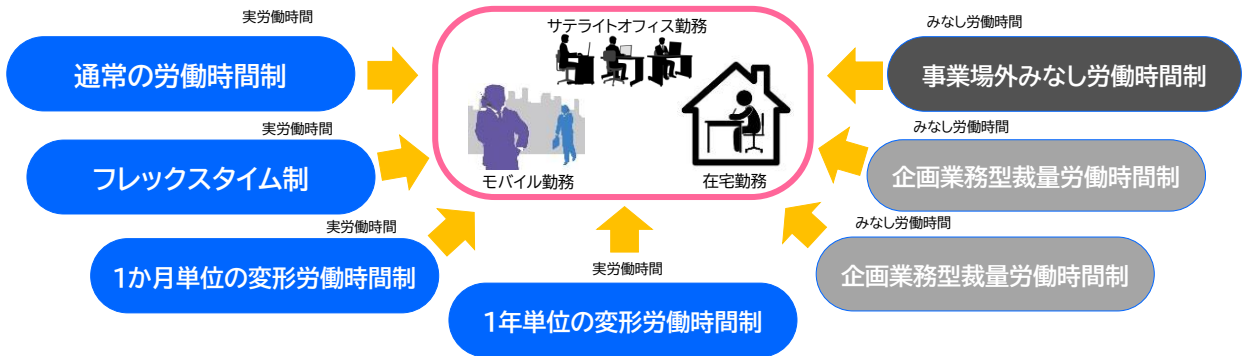 実労働時間
通常の労働時間制
実労働時間
フレックスタイム制
実労働時間
1か月単位の変形労働時間制
サテライトオフィス勤務
モバイル勤務
在宅勤務
実労働時間
1年単位の変形労働時間制
みなし労働時間
事業場外みなし労働時間制
みなし労働時間
企画業務型裁量労働時間制
みなし労働時間
企画業務型裁量労働時間制